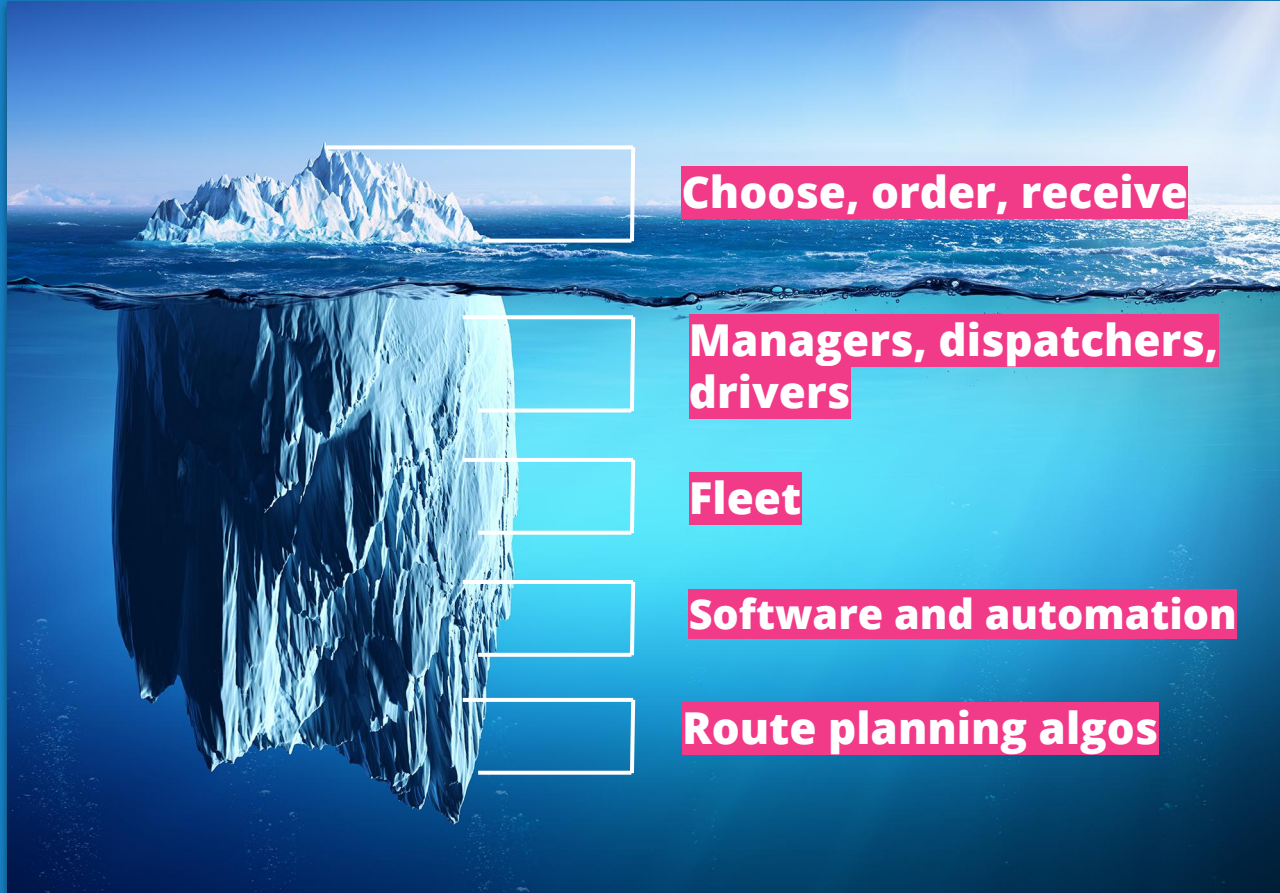 Choose, order, receive
Managers, dispatchers,
drivers
Fleet
Software and automation
Route planning algos